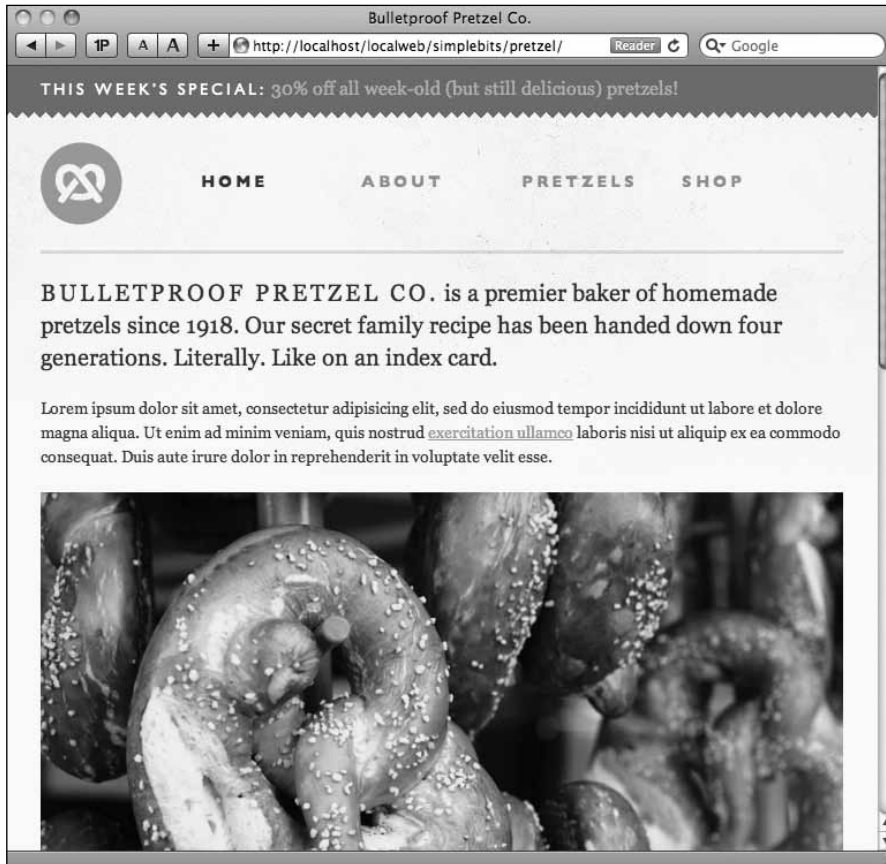 Bulletproof Pretzel Co.
1P A A + http://localhost/localweb/simplebits/pretzel/ Reader Google
THIS WEEK'S SPECIAL: 30% off all week-old (but still delicious) pretzels!
HOME ABOUT PRETZELS SHOP
BULLETPROOF PRETZEL CO. is a premier baker of homemade
pretzels since 1918. Our secret family recipe has been handed down four
generations. Literally. Like on an index card.
Lorem ipsum dolor sit amet, consectetur adipisicing elit, sed do eiusmod tempor incididunt ut labore et dolore
magna aliqua. Ut enim ad minim veniam, quis nostrud exercitation ullamco laboris nisi ut aliquip ex ea commodo
consequat. Duis aute irure dolor in reprehenderit in voluptate velit esse.